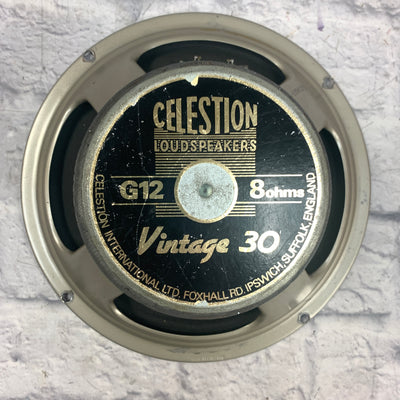 CELESTION
LOUDSPEAKERS
G12 8ohms
Vintage 30
CELESTION INTERNATIONAL LTD. FOXHALL RD. IPSWICH, SUFFOLK, ENGLAND